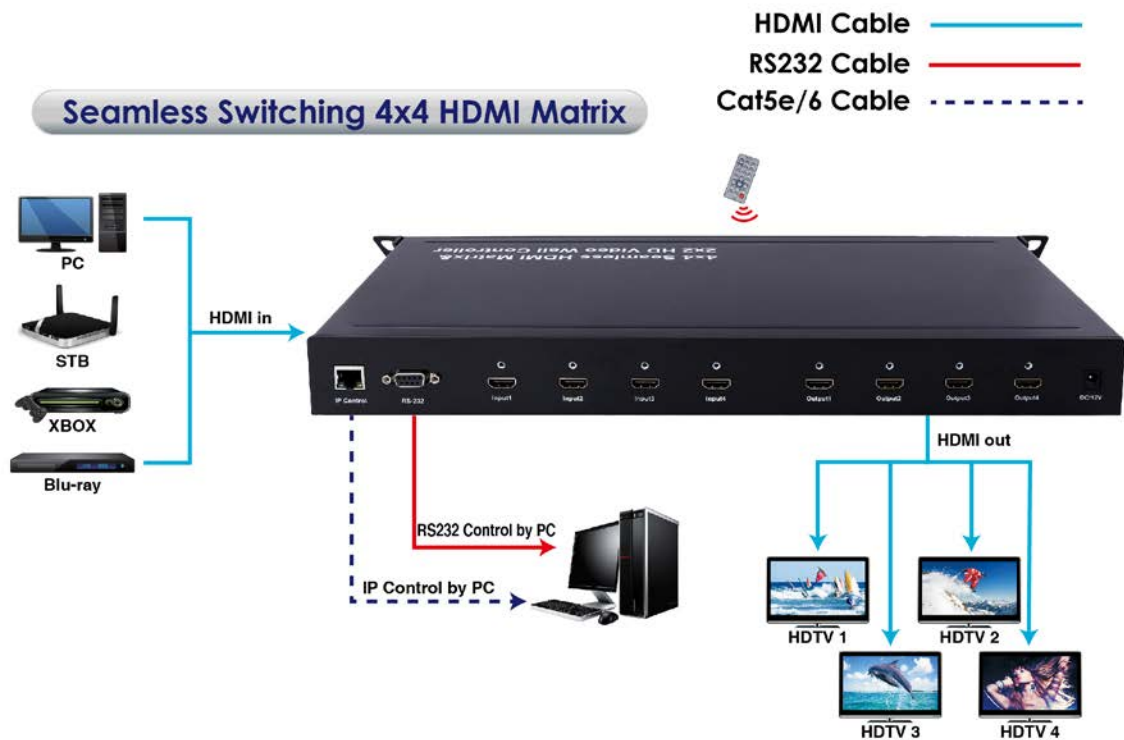 HDMI Cable
RS232 Cable
Cat5e/6 Cable
Seamless Switching 4x4 HDMI Matrix
PC
STB
XBOX
Blu-ray
HDMI in
4x4 Seamless HDMI Matrix&
2x2 HD Video Wall Controller
IP Control
RS-232
Input1
Input2
Input3
Input4
Output1
Output2
Output3
Output4
DC/12V
HDMI out
RS232 Control by PC
IP Control by PC
HDTV 1
HDTV 2
HDTV 3
HDTV 4